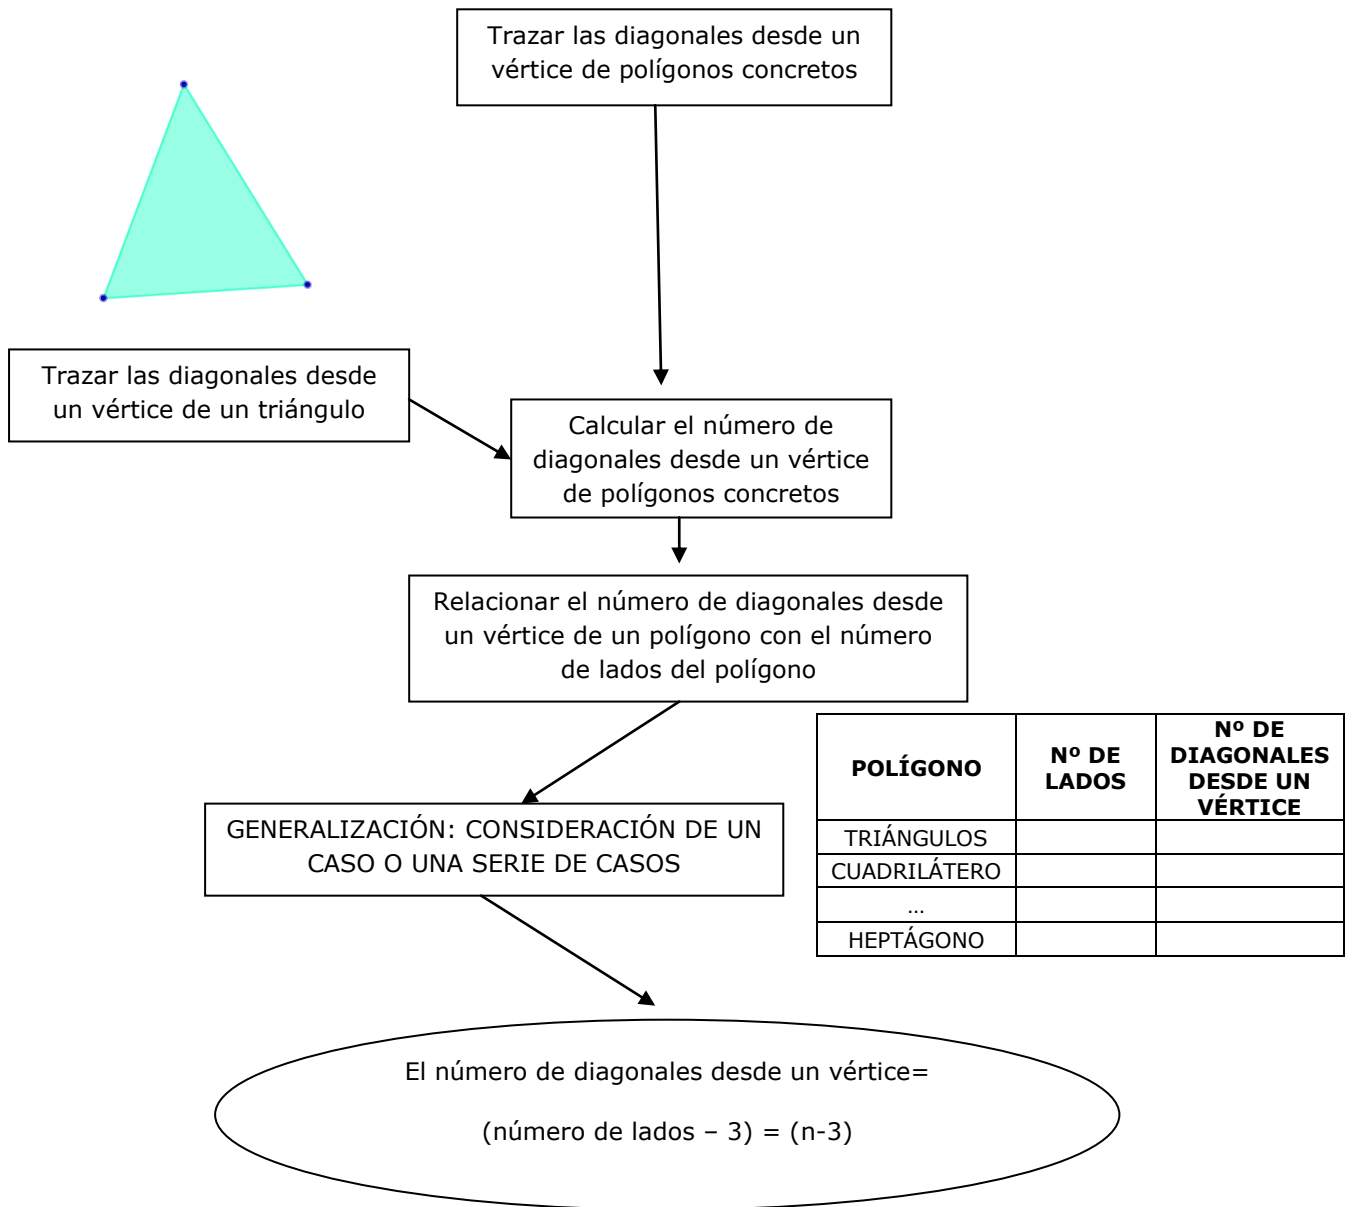 Trazar las diagonales desde un
vértice de polígonos concretos
Trazar las diagonales desde
un vértice de un triángulo
Calcular el número de
diagonales desde un vértice
de polígonos concretos
Relacionar el número de diagonales desde
un vértice de un polígono con el número
de lados del polígono
GENERALIZACIÓN: CONSIDERACIÓN DE UN
CASO O UNA SERIE DE CASOS
POLÍGONO
Nº DE
LADOS
Nº DE
DIAGONALES
DESDE UN
VÉRTICE
TRIÁNGULOS
CUADRILÁTERO
…
HEPTÁGONO
El número de diagonales desde un vértice=
(número de lados – 3) = (n-3)